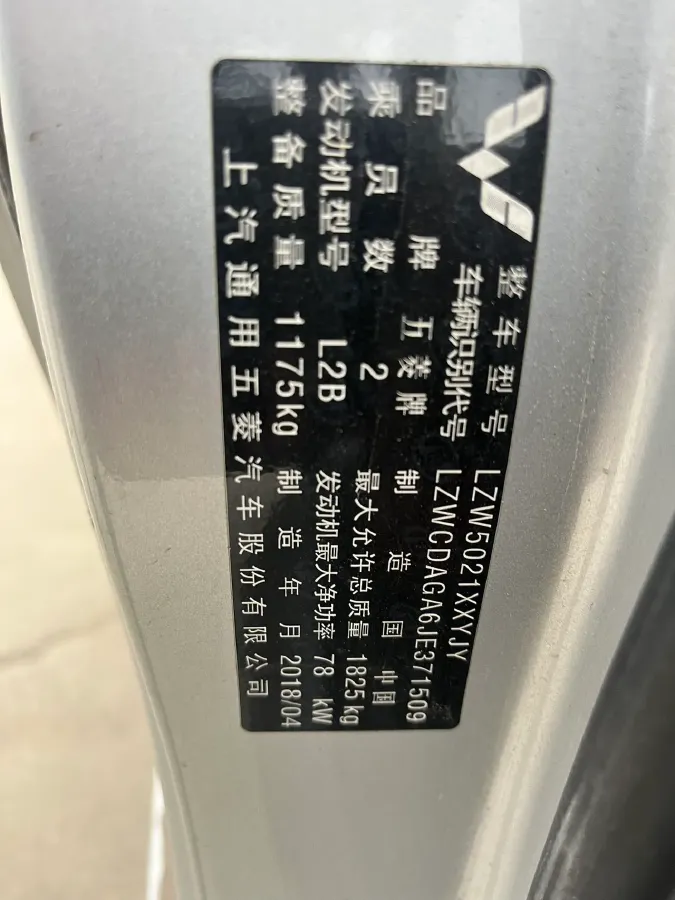 整车型号 LZW5021XXYJY
车辆识别代号 LZWCDAGA6JE371509
品牌 五菱牌 制造国 中国
乘员数 2 最大允许总质量 1825kg
发动机型号 L2B 发动机最大净功率 78 kW
整备质量 1175kg 制造年月 2018/04
上汽通用五菱汽车股份有限公司